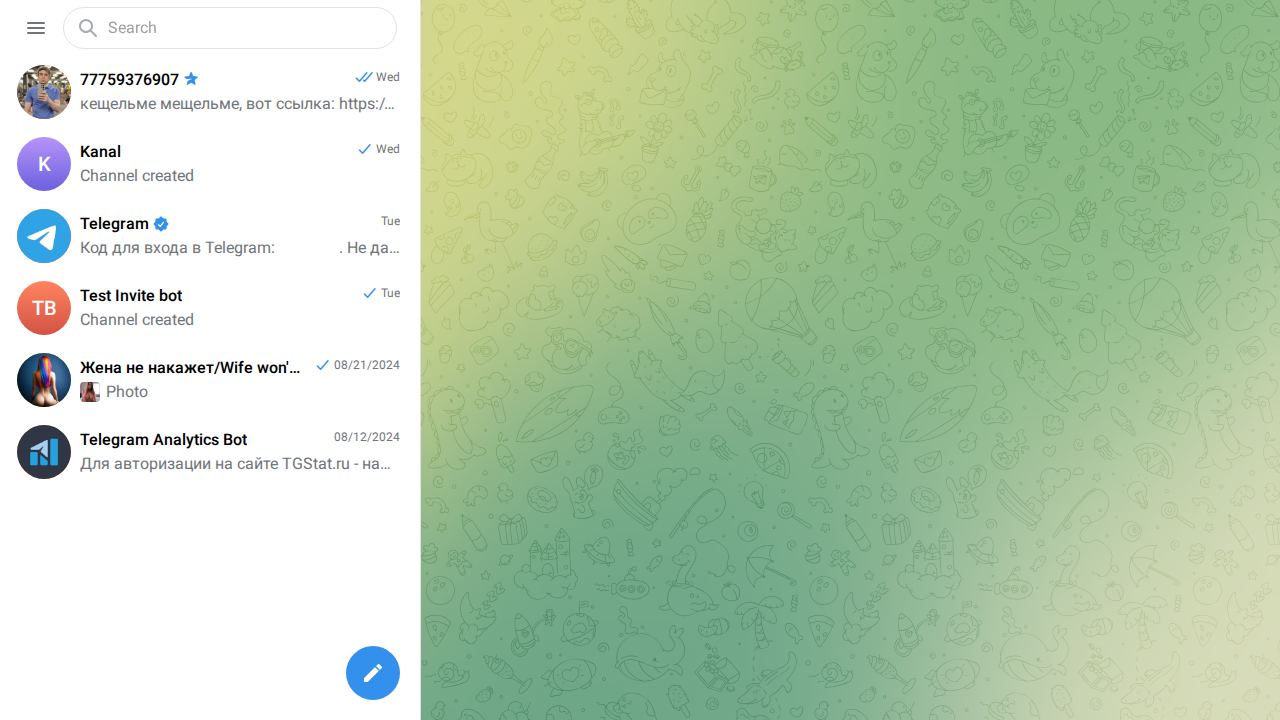 Search
77759376907
Wed
кещельме мещельме, вот ссылка: https:/...
K
Kanal
Wed
Channel created
Telegram
Tue
Код для входа в Telegram: . Не да...
TB
Test Invite bot
Tue
Channel created
Жена не накажет/Wife won'...
08/21/2024
Photo
Telegram Analytics Bot
08/12/2024
Для авторизации на сайте TGStat.ru - на...